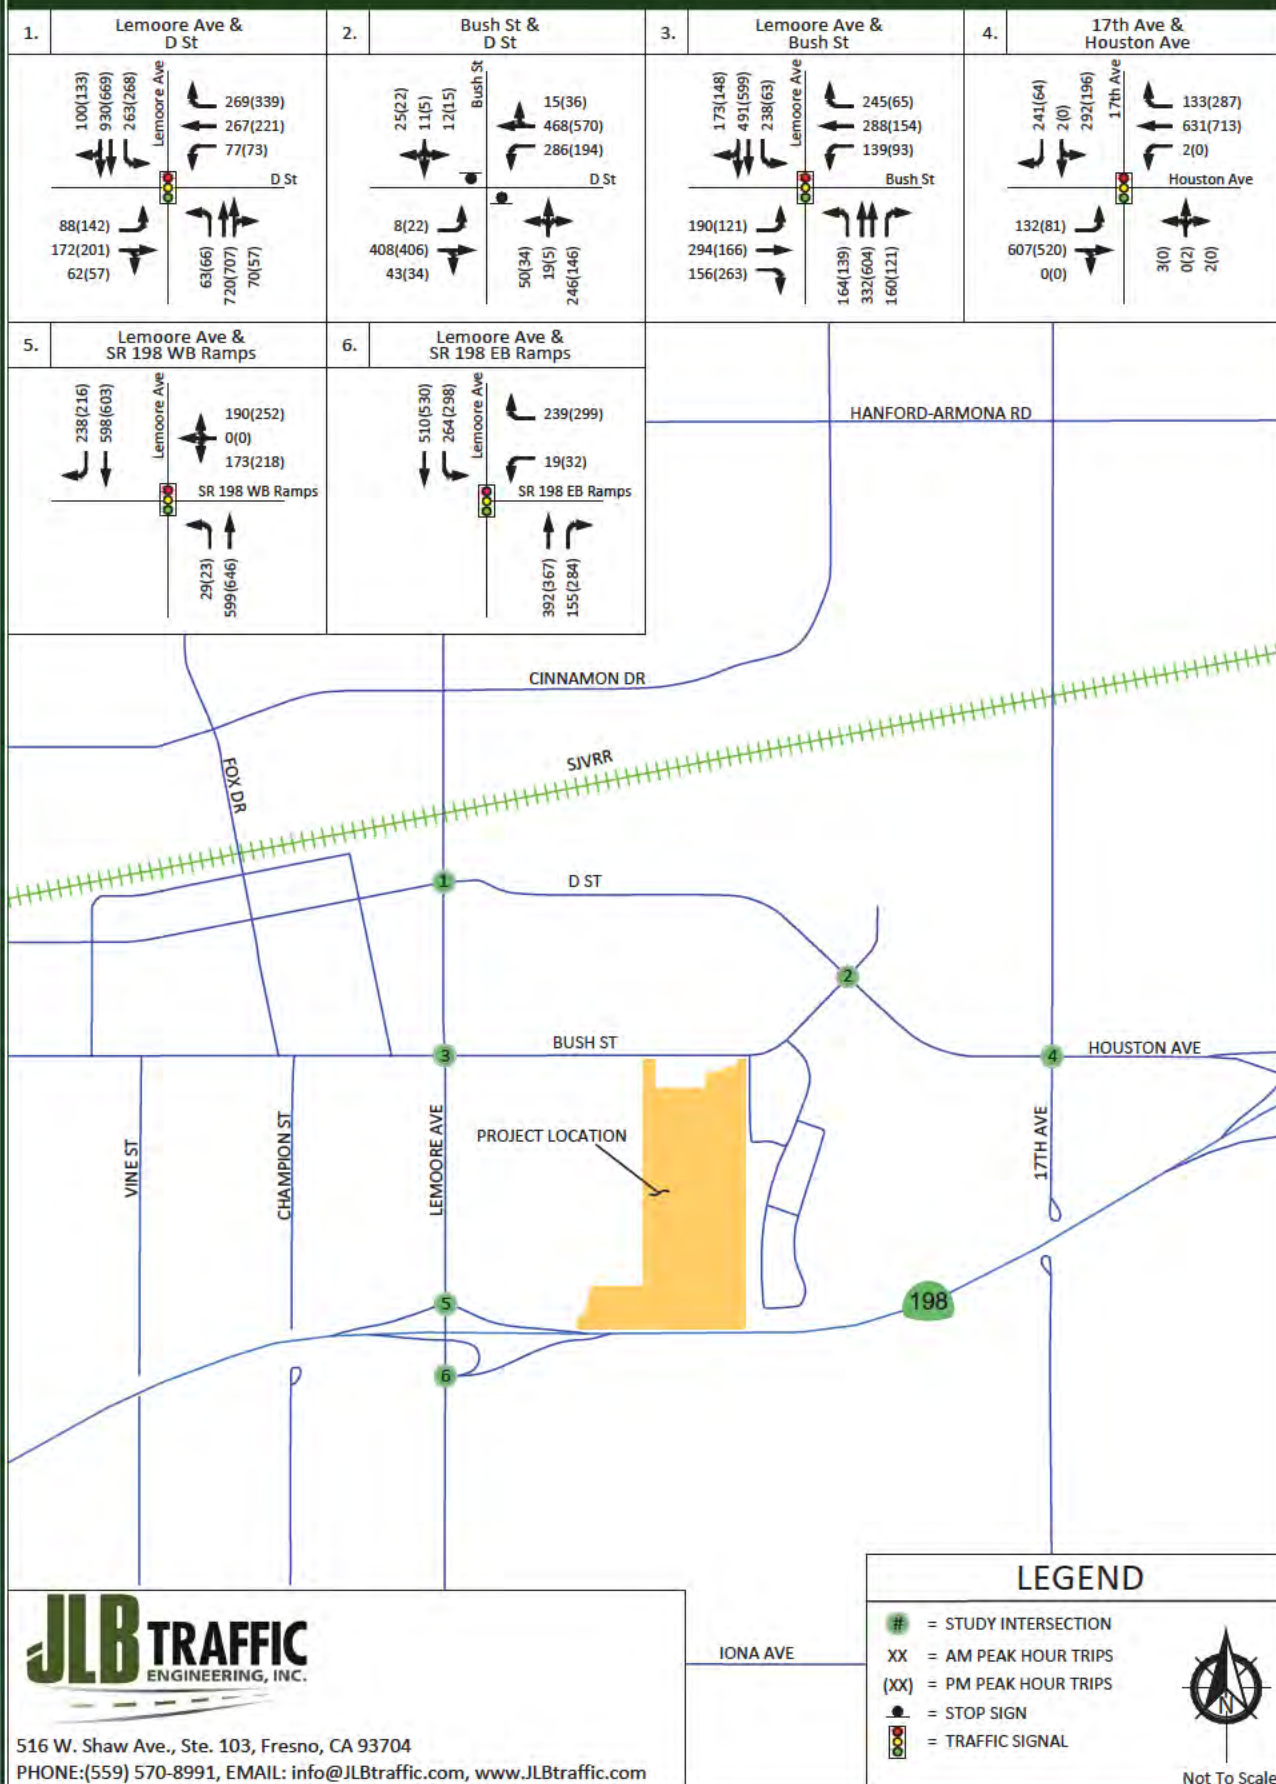 1.
Lemoore Ave &
D St
100(133)
930(669)
263(268)
Lemoore Ave
269(339)
267(221)
77(73)
D St
88(142)
172(201)
62(57)
63(66)
720(707)
70(57)
2.
Bush St &
D St
25(22)
11(5)
12(15)
Bush St
15(36)
468(570)
286(194)
D St
8(22)
408(406)
43(34)
50(34)
19(5)
246(146)
3.
Lemoore Ave &
Bush St
173(148)
491(599)
238(63)
Lemoore Ave
245(65)
288(154)
139(93)
Bush St
190(121)
294(166)
156(263)
164(139)
332(604)
160(121)
4.
17th Ave &
Houston Ave
241(64)
2(0)
292(196)
17th Ave
133(287)
631(713)
2(0)
Houston Ave
132(81)
607(520)
0(0)
3(0)
0(2)
2(0)
5.
Lemoore Ave &
SR 198 WB Ramps
238(216)
598(603)
Lemoore Ave
190(252)
0(0)
173(218)
SR 198 WB Ramps
29(23)
599(646)
6.
Lemoore Ave &
SR 198 EB Ramps
510(530)
264(298)
Lemoore Ave
239(299)
19(32)
SR 198 EB Ramps
392(367)
155(284)
HANFORD-ARMONA RD
CINNAMON DR
SJVRR
FOX DR
1
D ST
2
3
BUSH ST
4
HOUSTON AVE
VINE ST
CHAMPION ST
LEMOORE AVE
PROJECT LOCATION
17TH AVE
5
198
6
IONA AVE
JLB TRAFFIC
ENGINEERING, INC.
516 W. Shaw Ave., Ste. 103, Fresno, CA 93704
PHONE:(559) 570-8991, EMAIL: info@JLBtraffic.com, www.JLBtraffic.com
LEGEND
# = STUDY INTERSECTION
XX = AM PEAK HOUR TRIPS
(XX) = PM PEAK HOUR TRIPS
= STOP SIGN
= TRAFFIC SIGNAL
N
Not To Scale